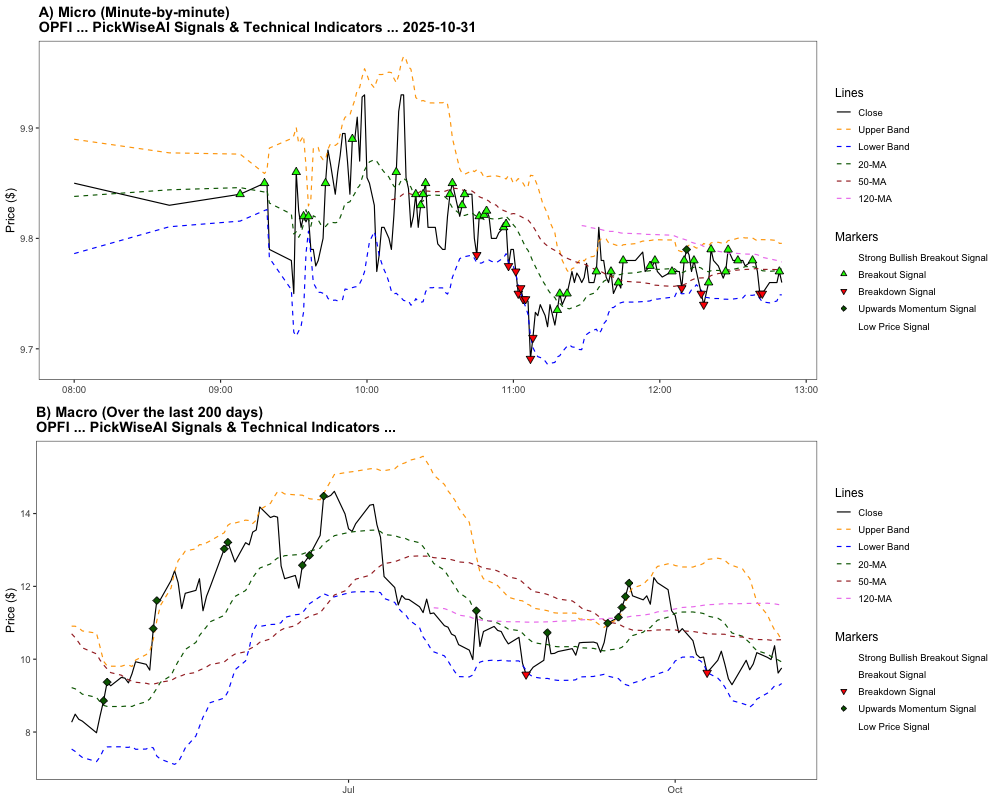 A) Micro (Minute-by-minute)
OPFI ... PickWiseAI Signals & Technical Indicators ... 2025-10-31
Price ($)
9.9
9.8
9.7
08:00 09:00 10:00 11:00 12:00 13:00
Lines
Close
Upper Band
Lower Band
20-MA
50-MA
120-MA
Markers
Strong Bullish Breakout Signal
Breakout Signal
Breakdown Signal
Upwards Momentum Signal
Low Price Signal
B) Macro (Over the last 200 days)
OPFI ... PickWiseAI Signals & Technical Indicators ...
Price ($)
14
12
10
8
Jul Oct
Lines
Close
Upper Band
Lower Band
20-MA
50-MA
120-MA
Markers
Strong Bullish Breakout Signal
Breakout Signal
Breakdown Signal
Upwards Momentum Signal
Low Price Signal